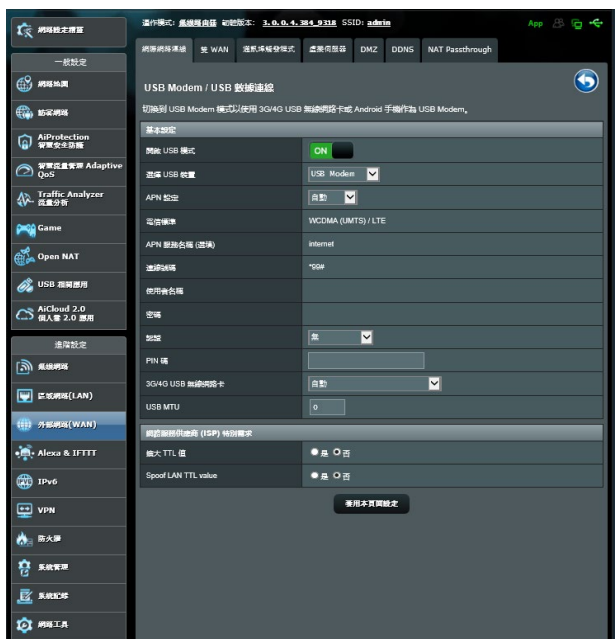 操作模式: 無線路由器 韌體版本: 3.0.0.4.384_9318 SSID: admin
App
網路設定精靈
一般設定
網路地圖
訪客網路
AiProtection
智慧安全防護
智慧流量管理 Adaptive
QoS
Traffic Analyzer
流量分析
Game
Open NAT
USB 相關應用
AiCloud 2.0
個人雲 2.0 應用
進階設定
無線網路
區域網路(LAN)
外部網路(WAN)
Alexa & IFTTT
IPv6
VPN
防火牆
系統管理
系統記錄
網路工具
網際網路連線
雙 WAN
通訊埠觸發程式
虛擬伺服器
DMZ
DDNS
NAT Passthrough
USB Modem / USB 數據連線
切換到 USB Modem 模式以使用 3G/4G USB 無線網路卡或 Android 手機作為 USB Modem。
基本設定
開啟 USB 模式 ON
選擇 USB 裝置 USB Modem
APN 設定 自動
電信標準 WCDMA (UMTS) / LTE
APN 服務名稱 (選填) internet
連線號碼 *99#
使用者名稱
密碼
認證 無
PIN 碼
3G/4G USB 無線網路卡 自動
USB MTU 0
網路服務供應商 (ISP) 特別需求
擴大 TTL 值 是 否
Spoof LAN TTL value 是 否
套用本頁面設定